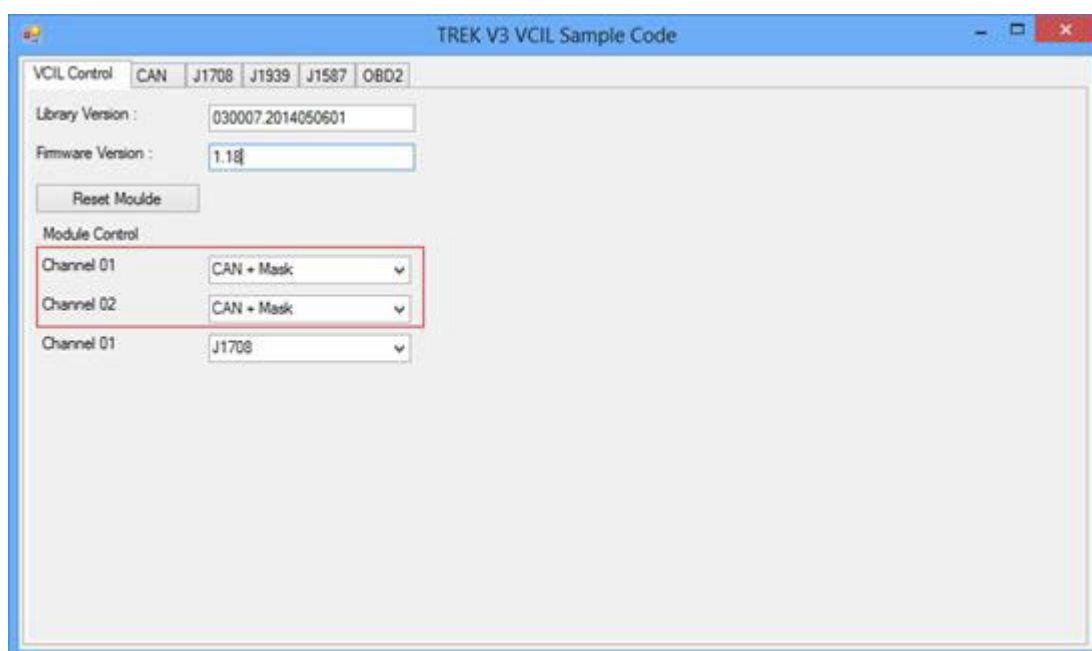 TREK V3 VCIL Sample Code
VCIL Control CAN J1708 J1939 J1587 OBD2
Library Version : 030007.2014050601
Firmware Version : 1.18
Reset Moulde
Module Control
Channel 01 CAN + Mask
Channel 02 CAN + Mask
Channel 01 J1708